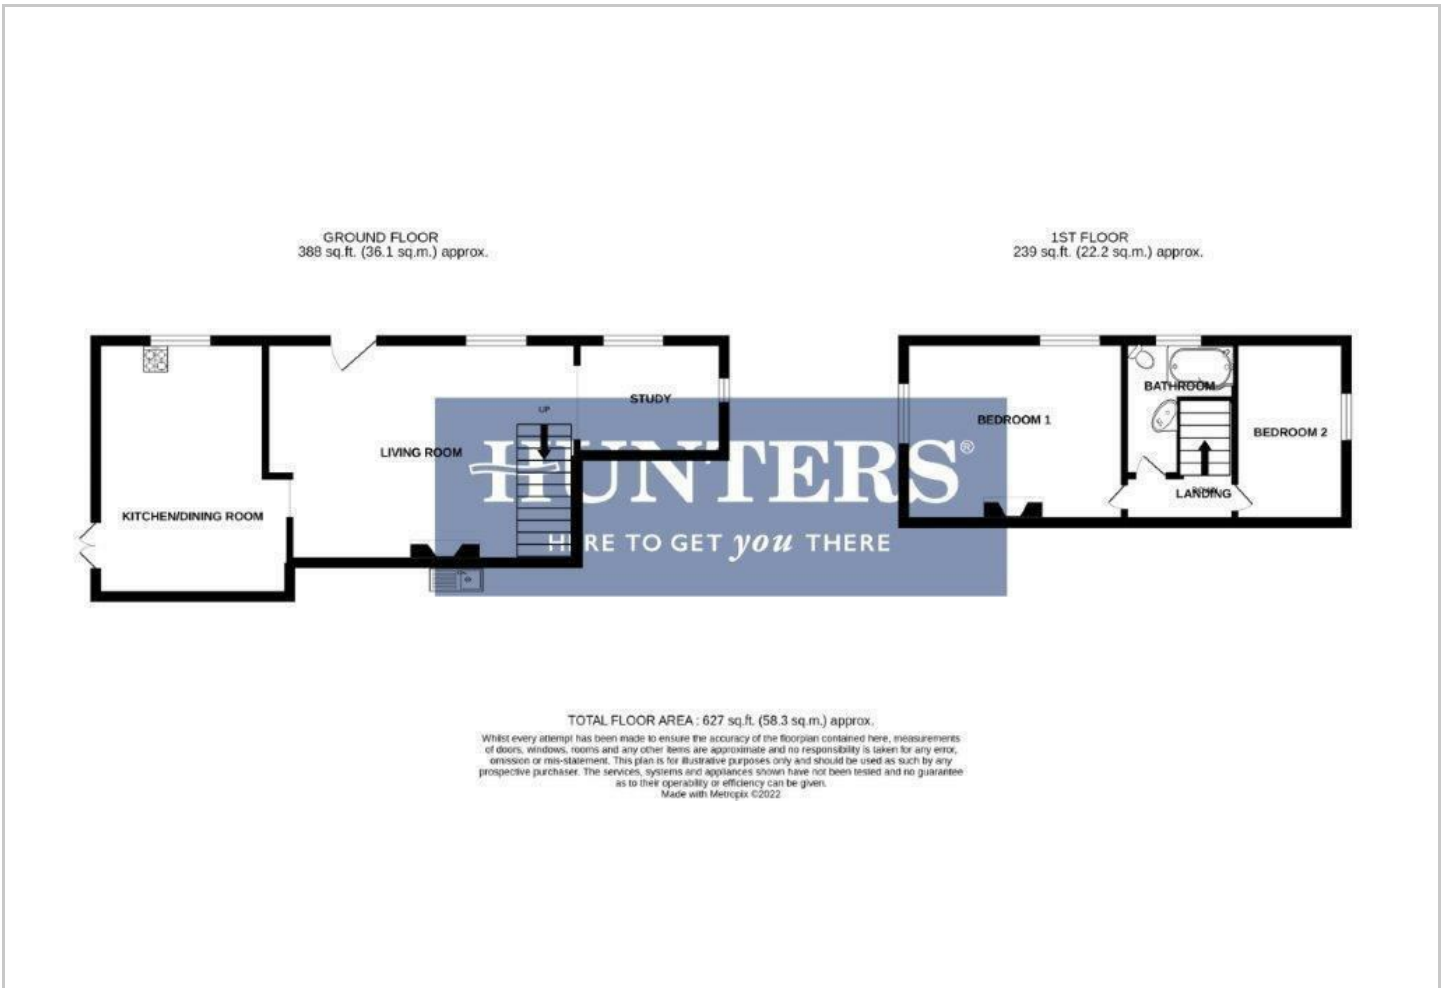 GROUND FLOOR
388 sq.ft. (36.1 sq.m.) approx.
1ST FLOOR
239 sq.ft. (22.2 sq.m.) approx.
KITCHEN/DINING ROOM
LIVING ROOM
UP
STUDY
BEDROOM 1
BATHROOM
BEDROOM 2
DOWN
LANDING
HUNTERS®
HERE TO GET you THERE
TOTAL FLOOR AREA : 627 sq.ft. (58.3 sq.m.) approx.
Whilst every attempt has been made to ensure the accuracy of the floorplan contained here, measurements
of doors, windows, rooms and any other items are approximate and no responsibility is taken for any error,
omission or mis-statement. This plan is for illustrative purposes only and should be used as such by any
prospective purchaser. The services, systems and appliances shown have not been tested and no guarantee
as to their operability or efficiency can be given.
Made with Metropix ©2022